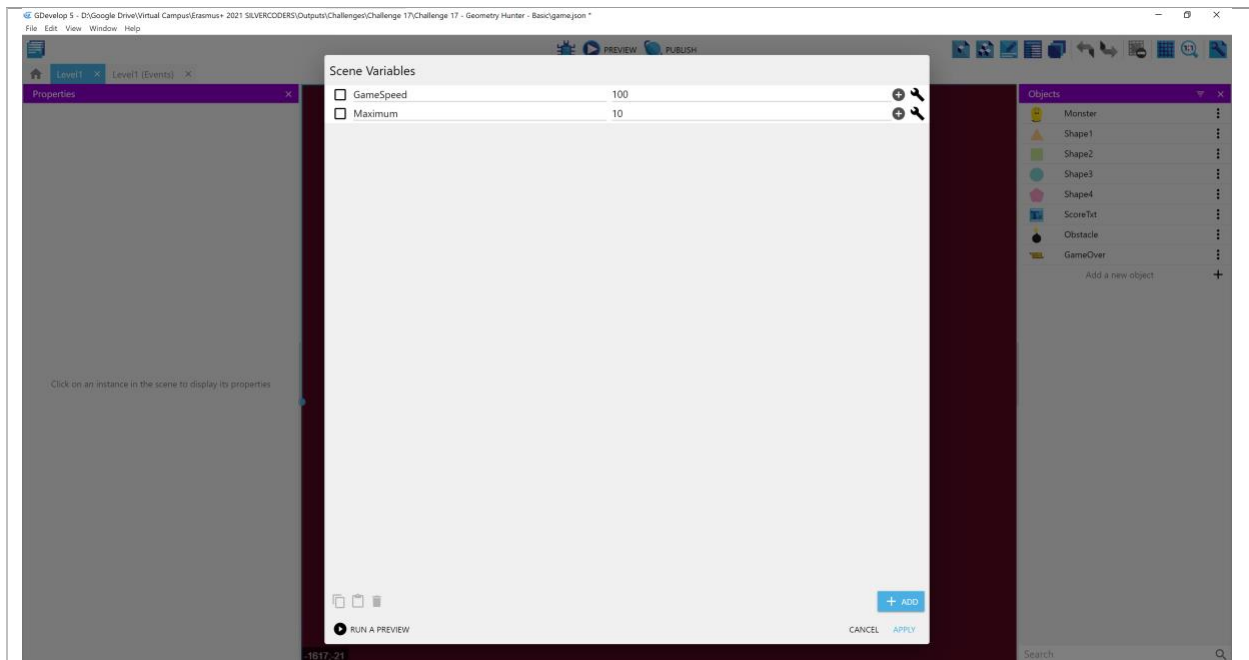 GDevelop 5 - D:\Google Drive\Virtual Campus\Erasmus+ 2021 SILVERCODERS\Outputs\Challenges\Challenge 17\Challenge 17 - Geometry Hunter - Basic\game.json *
File Edit View Window Help
PREVIEW PUBLISH
Level1 Level1 (Events)
Properties
Scene Variables
GameSpeed 100
Maximum 10
Click on an instance in the scene to display its properties
Objects
Monster
Shape1
Shape2
Shape3
Shape4
ScoreTxt
Obstacle
GameOver
Add a new object
+ ADD
RUN A PREVIEW CANCEL APPLY
-1617;-21
Search